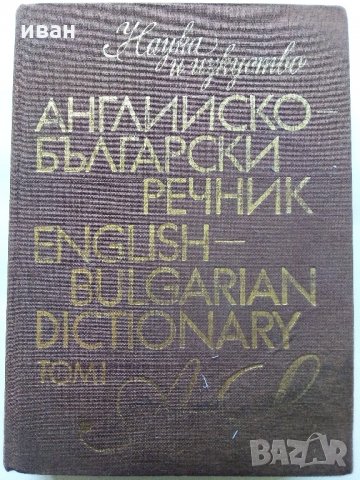 иван
Наука
и изкуство
АНГЛИЙСКО-
БЪЛГАРСКИ
РЕЧНИК
ENGLISH-
BULGARIAN
DICTIONARY
ТОМ I
BAZAR